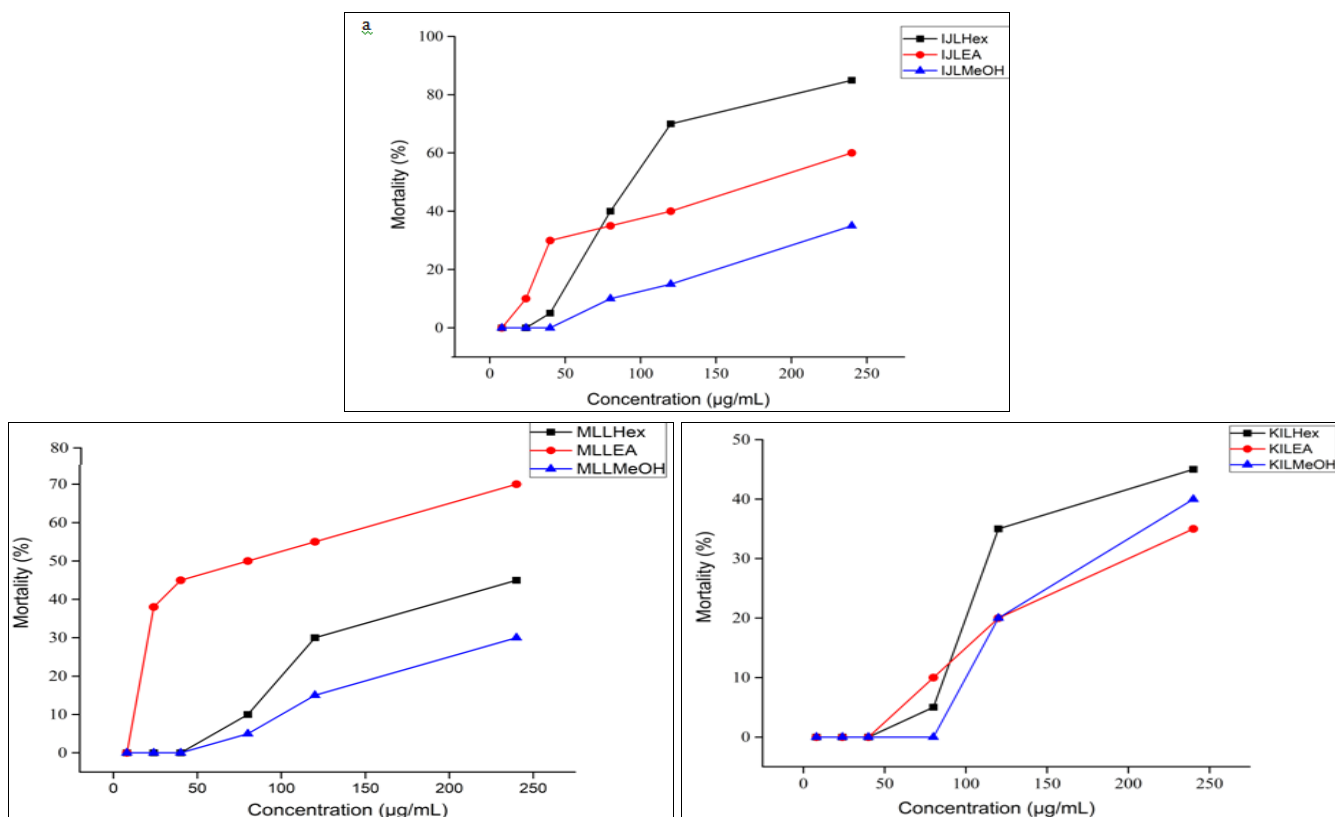 a
IJLHex
IJLEA
IJLMeOH
100
80
60
40
20
0
Mortality (%)
0 50 100 150 200 250
Concentration (µg/mL)
MLLHex
MLLEA
MLLMeOH
80
70
60
50
40
30
20
10
0
Mortality (%)
0 50 100 150 200 250
Concentration (µg/mL)
KILHex
KILEA
KILMeOH
50
40
30
20
10
0
Mortality (%)
0 50 100 150 200 250
Concentration (µg/mL)